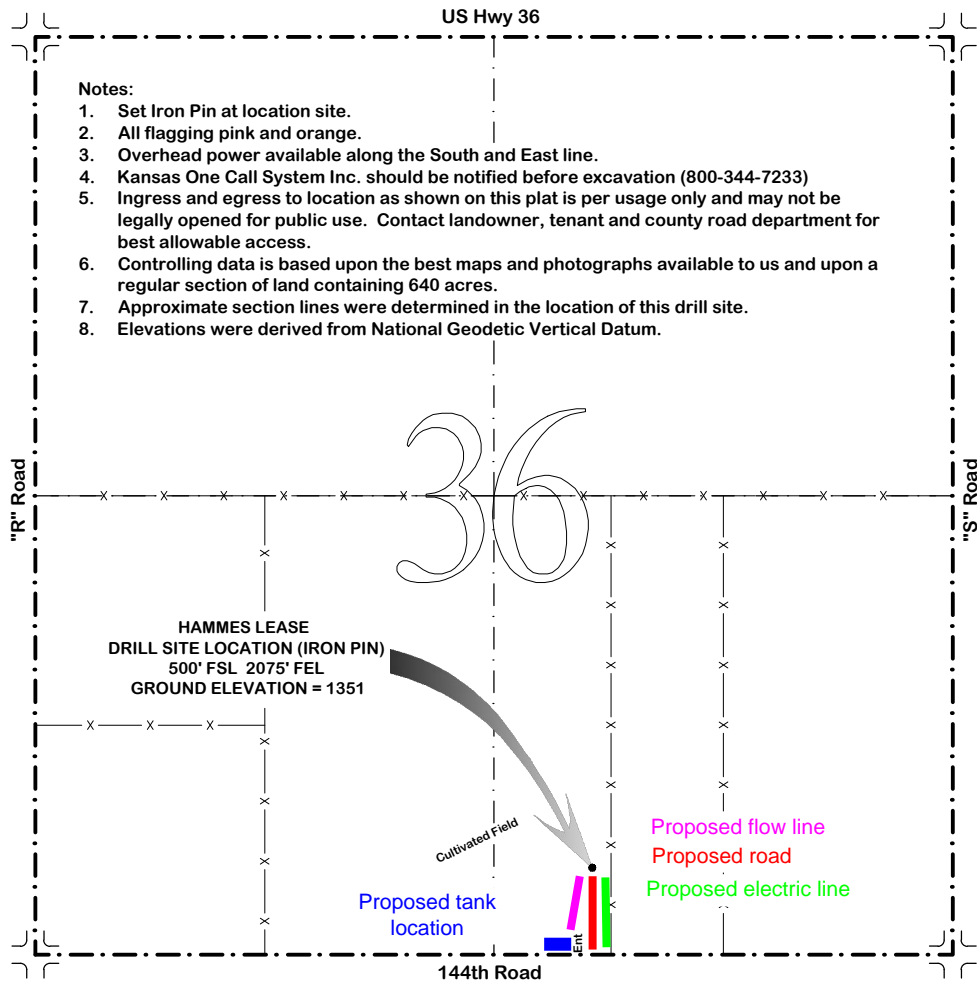 US Hwy 36
Notes:
1. Set Iron Pin at location site.
2. All flagging pink and orange.
3. Overhead power available along the South and East line.
4. Kansas One Call System Inc. should be notified before excavation (800-344-7233)
5. Ingress and egress to location as shown on this plat is per usage only and may not be
legally opened for public use. Contact landowner, tenant and county road department for
best allowable access.
6. Controlling data is based upon the best maps and photographs available to us and upon a
regular section of land containing 640 acres.
7. Approximate section lines were determined in the location of this drill site.
8. Elevations were derived from National Geodetic Vertical Datum.
36
"R" Road
"S" Road
HAMMES LEASE
DRILL SITE LOCATION (IRON PIN)
500' FSL 2075' FEL
GROUND ELEVATION = 1351
Cultivated Field
Proposed flow line
Proposed road
Proposed electric line
Proposed tank
location
Ent
144th Road